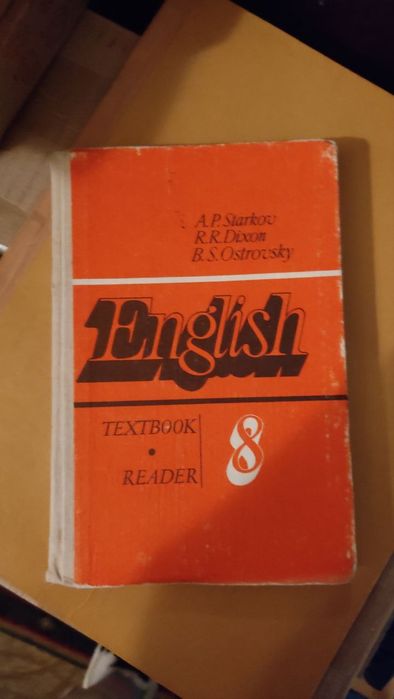 A.P. Starkov
R.R. Dixon
B.S. Ostrovsky
English
TEXTBOOK
•
READER
8